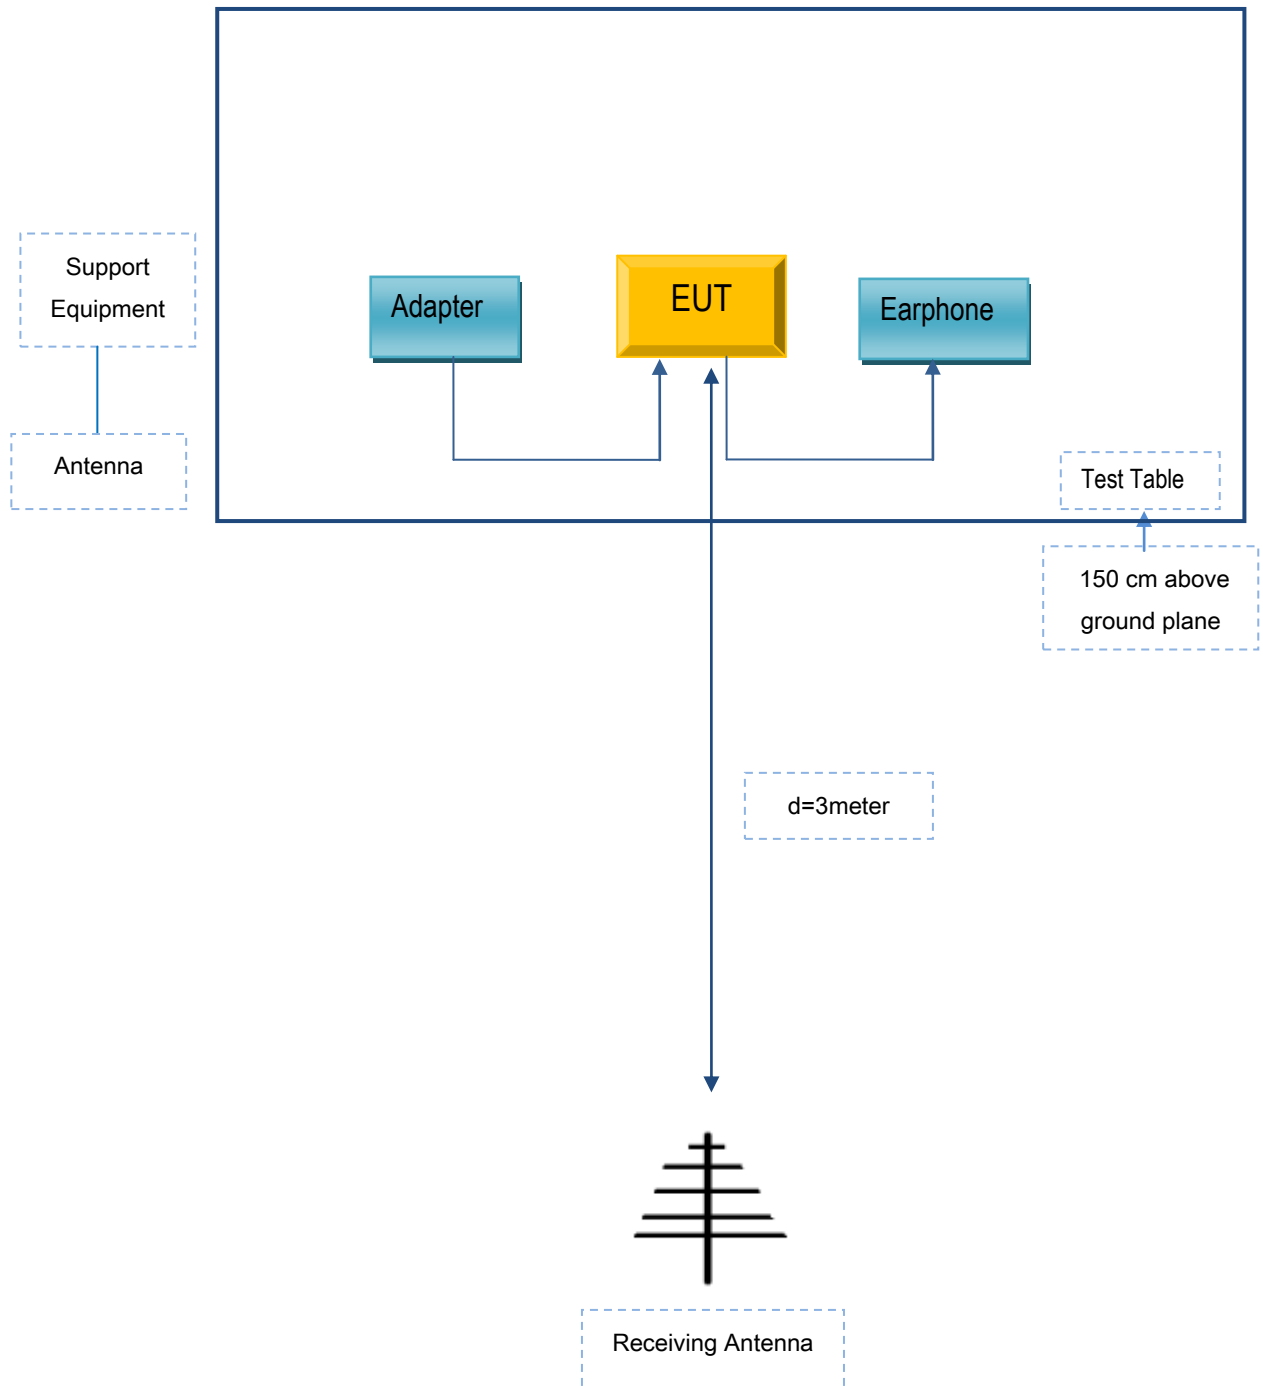 Support
Equipment
Antenna
Adapter
EUT
Earphone
Test Table
150 cm above
ground plane
d=3meter
Receiving Antenna